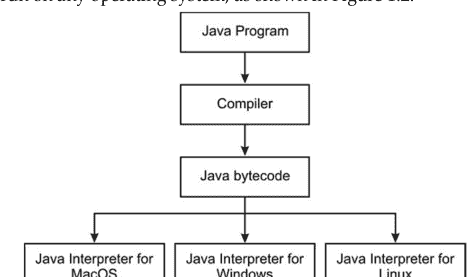 run on any operating system, as shown in Figure 1.2.
Java Program
Compiler
Java bytecode
Java Interpreter for
MacOS
Java Interpreter for
Windows
Java Interpreter for
Linux